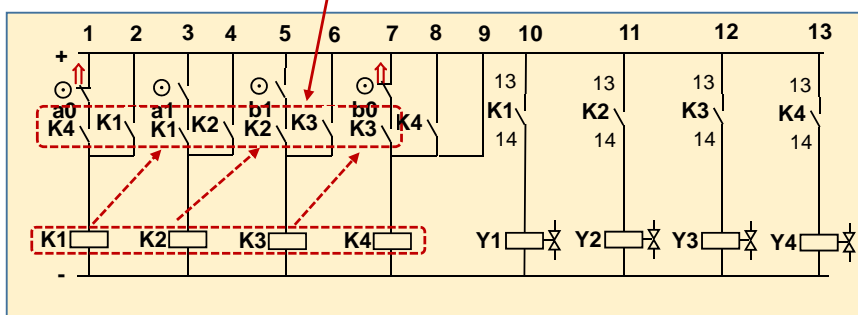 1 2 3 4 5 6 7 8 9 10 11 12 13
+
a0 a1 b1 b0
13 13 13 13
K4 K1 K1 K2 K2 K3 K3 K4 K1 K2 K3 K4
14 14 14 14
K1 K2 K3 K4 Y1 Y2 Y3 Y4
-